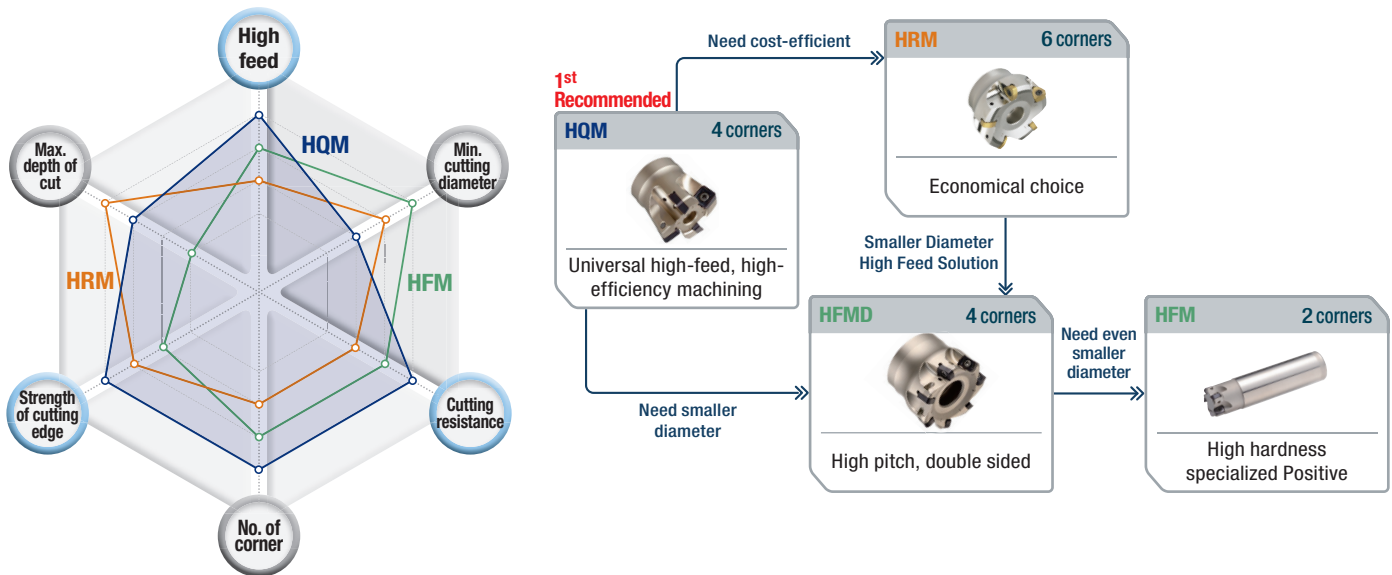 High
feed
Max.
depth of
cut
HQM
Min.
cutting
diameter
HRM
HFM
Strength
of cutting
edge
Cutting
resistance
No. of
corner
1st
Recommended
HQM 4 corners
Universal high-feed, high-
efficiency machining
Need cost-efficient
HRM 6 corners
Economical choice
Smaller Diameter
High Feed Solution
Need smaller
diameter
HFMD 4 corners
High pitch, double sided
Need even
smaller
diameter
HFM 2 corners
High hardness
specialized Positive